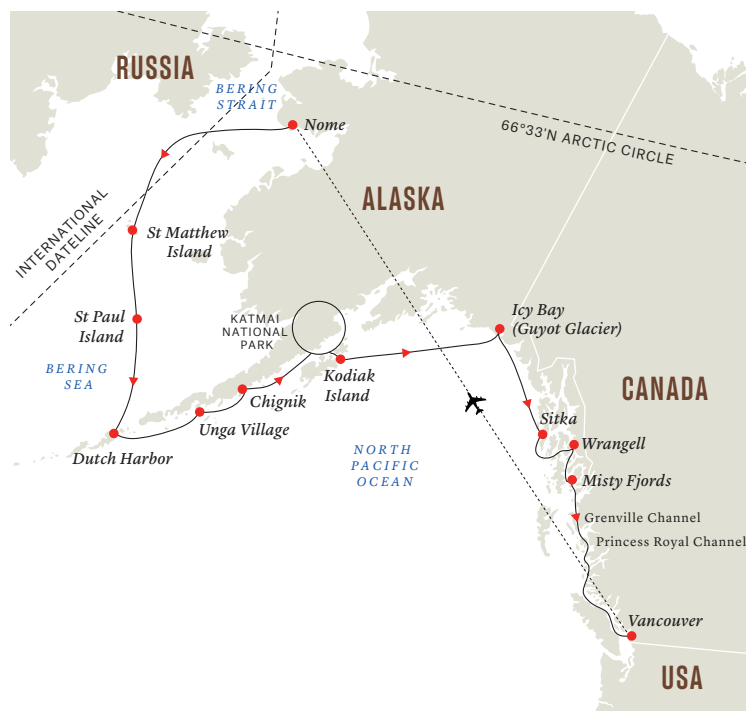 RUSSIA
BERING
STRAIT
Nome
66°33'N ARCTIC CIRCLE
ALASKA
INTERNATIONAL
DATELINE
St Matthew
Island
St Paul
Island
KATMAI
NATIONAL
PARK
Icy Bay
(Guyot Glacier)
BERING
SEA
Kodiak
Island
CANADA
Chignik
Sitka
Unga Village
Wrangell
Dutch Harbor
NORTH
PACIFIC
OCEAN
Misty Fjords
Grenville Channel
Princess Royal Channel
Vancouver
USA